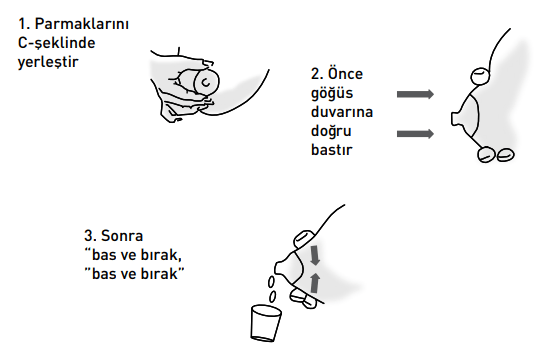 1. Parmaklarını
C-şeklinde
yerleştir
2. Önce
göğüs
duvarına
doğru
bastır
3. Sonra
“bas ve bırak,
”bas ve bırak”